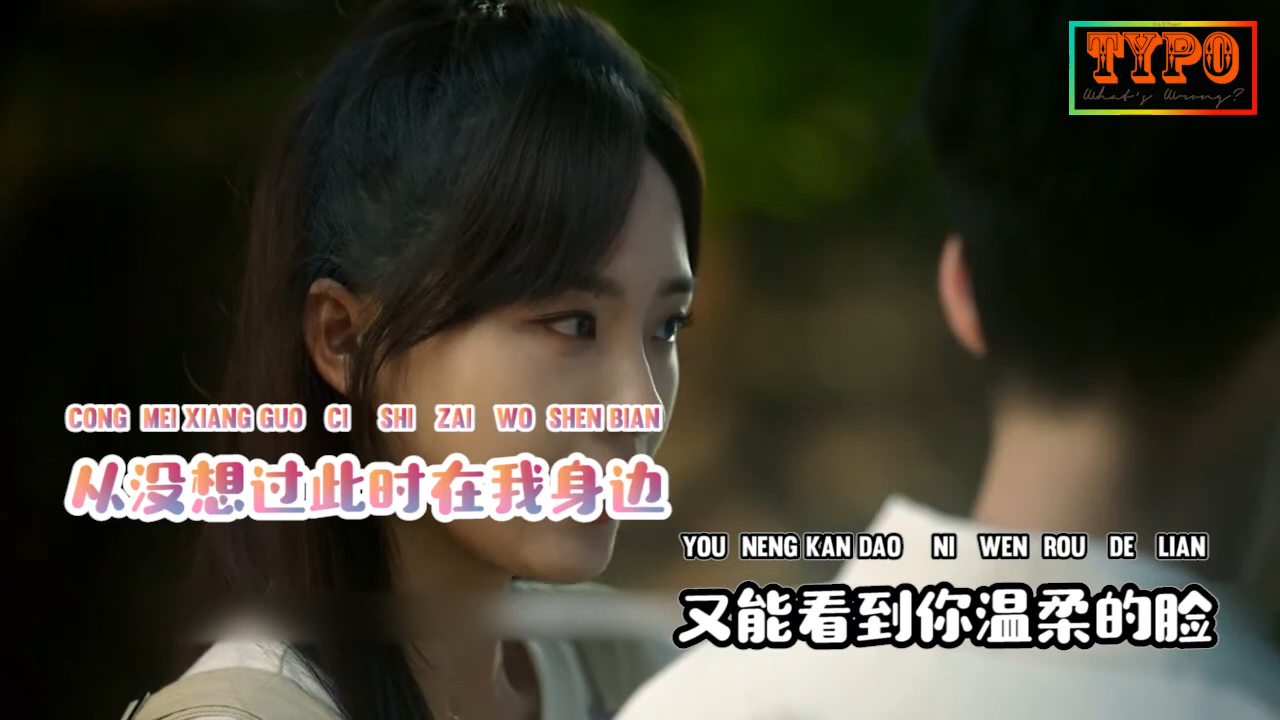 TYPO
What's Wrong?
CONG MEI XIANG GUO CI SHI ZAI WO SHEN BIAN
从没想过此时在我身边
YOU NENG KAN DAO NI WEN ROU DE LIAN
又能看到你温柔的脸